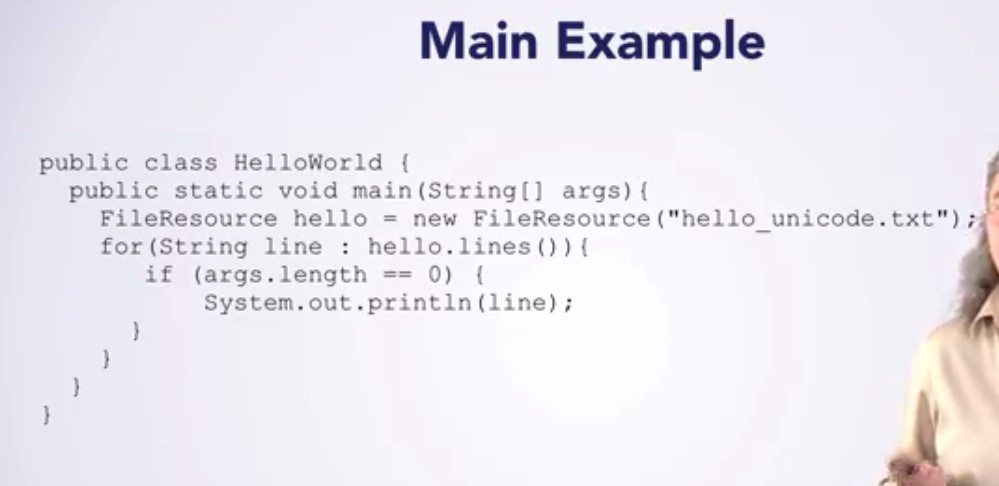 Main Example
public class HelloWorld {
public static void main(String[] args){
FileResource hello = new FileResource("hello_unicode.txt");
for(String line : hello.lines()){
if (args.length == 0) {
System.out.println(line);
}
}
}
}